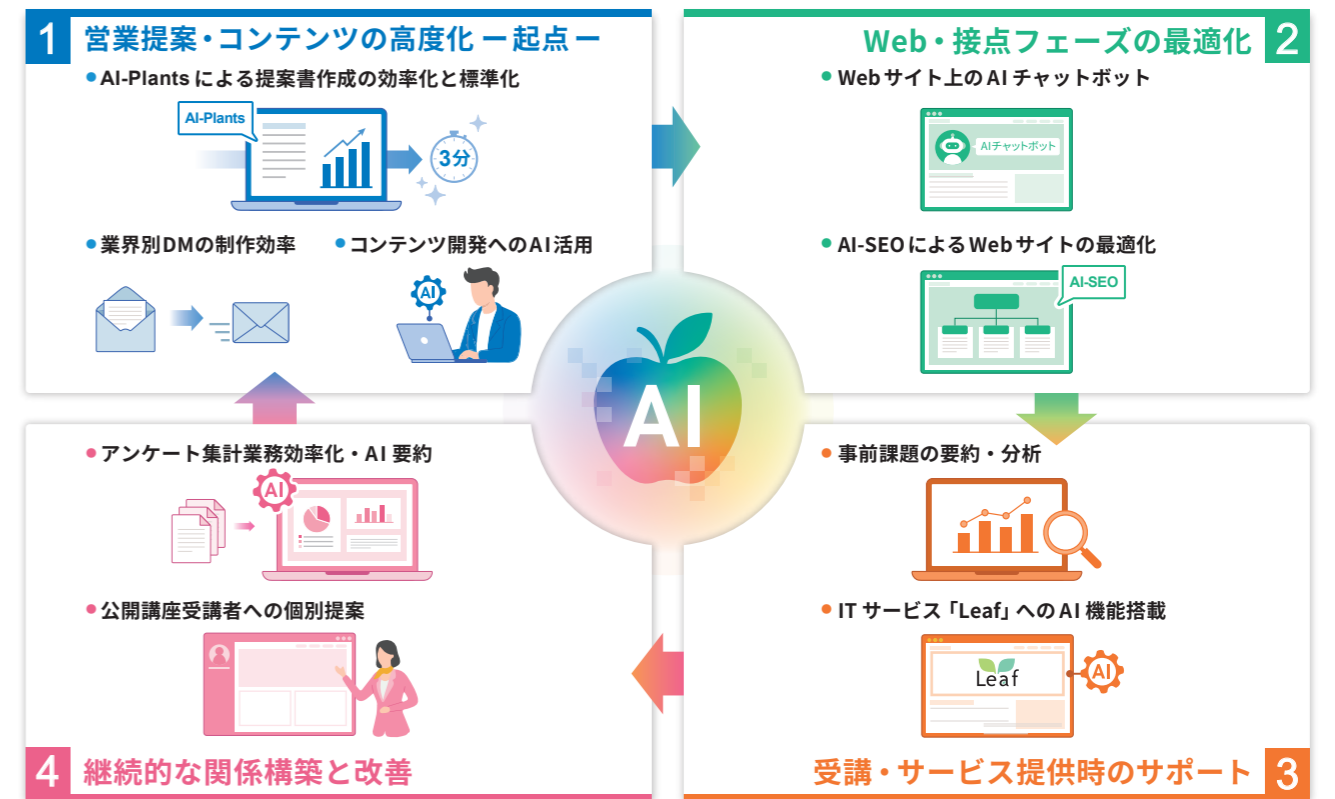 1 営業提案・コンテンツの高度化 ー起点ー
●AI-Plantsによる提案書作成の効率化と標準化
AI-Plants
3分
●業界別DMの制作効率
●コンテンツ開発へのAI活用
AI
Web・接点フェーズの最適化 2
●Webサイト上のAIチャットボット
AIチャットボット
●AI-SEOによるWebサイトの最適化
AI-SEO
AI
●事前課題の要約・分析
●ITサービス「Leaf」へのAI機能搭載
Leaf
AI
受講・サービス提供時のサポート 3
●アンケート集計業務効率化・AI要約
AI
●公開講座受講者への個別提案
4 継続的な関係構築と改善